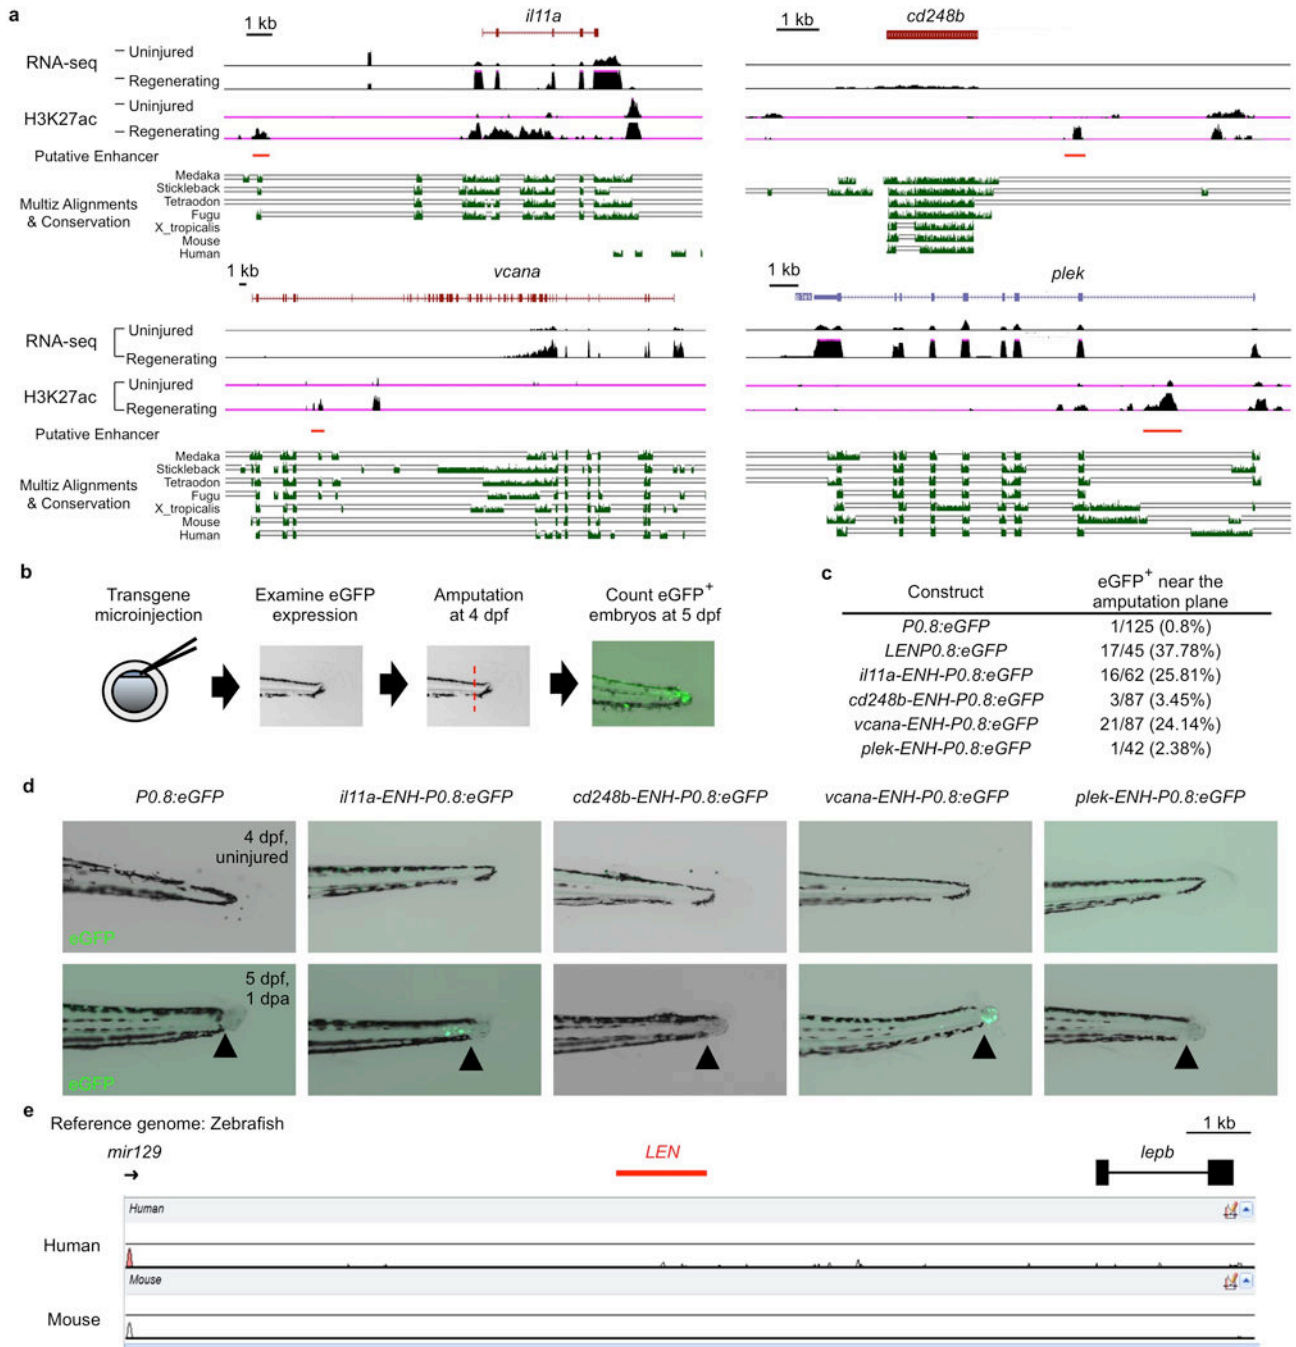 a
1 kb
il11a
RNA-seq
Uninjured
Regenerating
H3K27ac
Uninjured
Regenerating
Putative Enhancer
Multiz Alignments
& Conservation
Medaka
Stickleback
Tetraodon
Fugu
X_tropicalis
Mouse
Human
1 kb
cd248b
1 kb
vcana
RNA-seq
Uninjured
Regenerating
H3K27ac
Uninjured
Regenerating
Putative Enhancer
Multiz Alignments
& Conservation
Medaka
Stickleback
Tetraodon
Fugu
X_tropicalis
Mouse
Human
1 kb
plek
b
Transgene
microinjection
Examine eGFP
expression
Amputation
at 4 dpf
Count eGFP+
embryos at 5 dpf
c
Construct eGFP+ near the
amputation plane
P0.8:eGFP 1/125 (0.8%)
LENP0.8:eGFP 17/45 (37.78%)
il11a-ENH-P0.8:eGFP 16/62 (25.81%)
cd248b-ENH-P0.8:eGFP 3/87 (3.45%)
vcana-ENH-P0.8:eGFP 21/87 (24.14%)
plek-ENH-P0.8:eGFP 1/42 (2.38%)
d
P0.8:eGFP il11a-ENH-P0.8:eGFP cd248b-ENH-P0.8:eGFP vcana-ENH-P0.8:eGFP plek-ENH-P0.8:eGFP
4 dpf,
uninjured
eGFP
5 dpf,
1 dpa
eGFP
e
Reference genome: Zebrafish
1 kb
mir129 LEN lepb
Human
Human
Mouse
Mouse